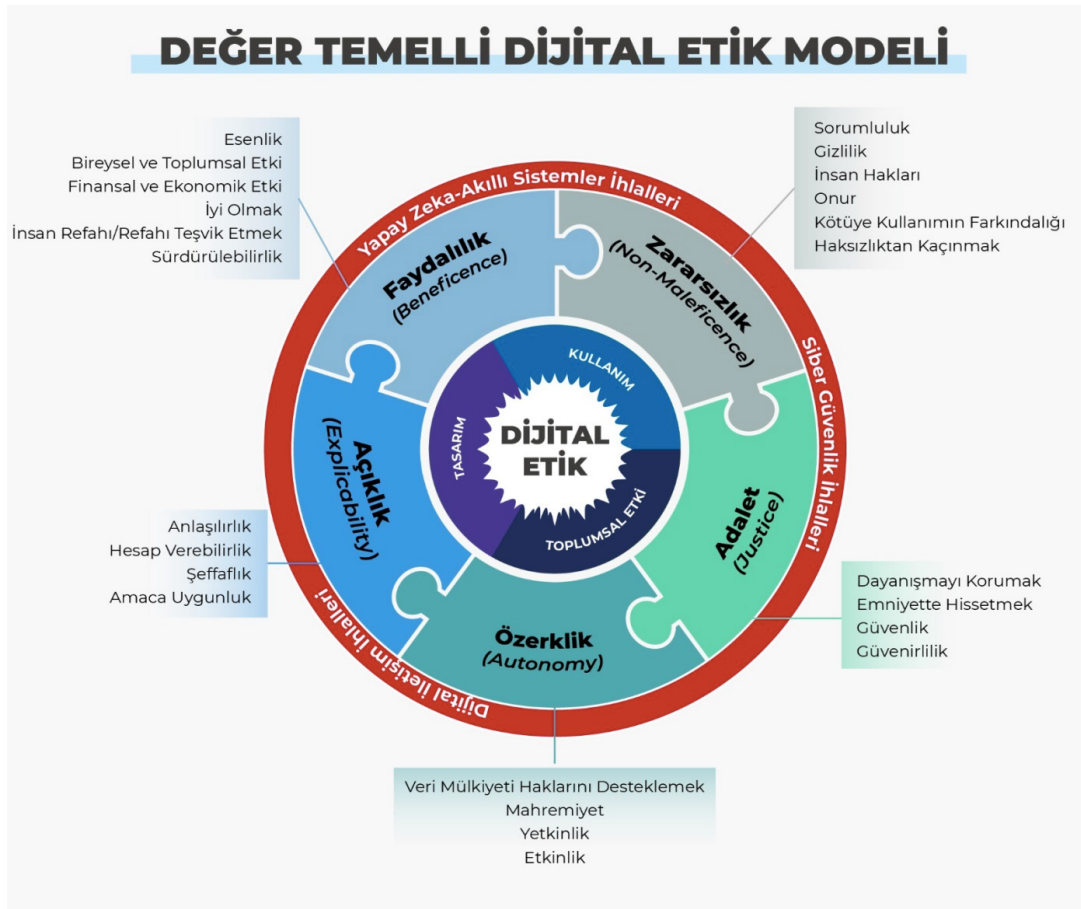 DEĞER TEMELLİ DİJİTAL ETİK MODELİ
Esenlik
Bireysel ve Toplumsal Etki
Finansal ve Ekonomik Etki
İyi Olmak
İnsan Refahı/Refahı Teşvik Etmek
Sürdürülebilirlik
Sorumluluk
Gizlilik
İnsan Hakları
Onur
Kötüye Kullanımın Farkındalığı
Haksızlıktan Kaçınmak
Yapay Zeka-Akıllı Sistemler İhlalleri
Siber Güvenlik İhlalleri
Dijital İletişim İhlalleri
Faydalılık
(Beneficence)
Zararsızlık
(Non-Maleficence)
Açıklık
(Explicability)
Adalet
(Justice)
Özerklik
(Autonomy)
KULLANIM
TASARIM
TOPLUMSAL ETKİ
DİJİTAL
ETİK
Anlaşılırlık
Hesap Verebilirlik
Şeffaflık
Amaca Uygunluk
Dayanışmayı Korumak
Emniyette Hissetmek
Güvenlik
Güvenirlilik
Veri Mülkiyeti Haklarını Desteklemek
Mahremiyet
Yetkinlik
Etkinlik